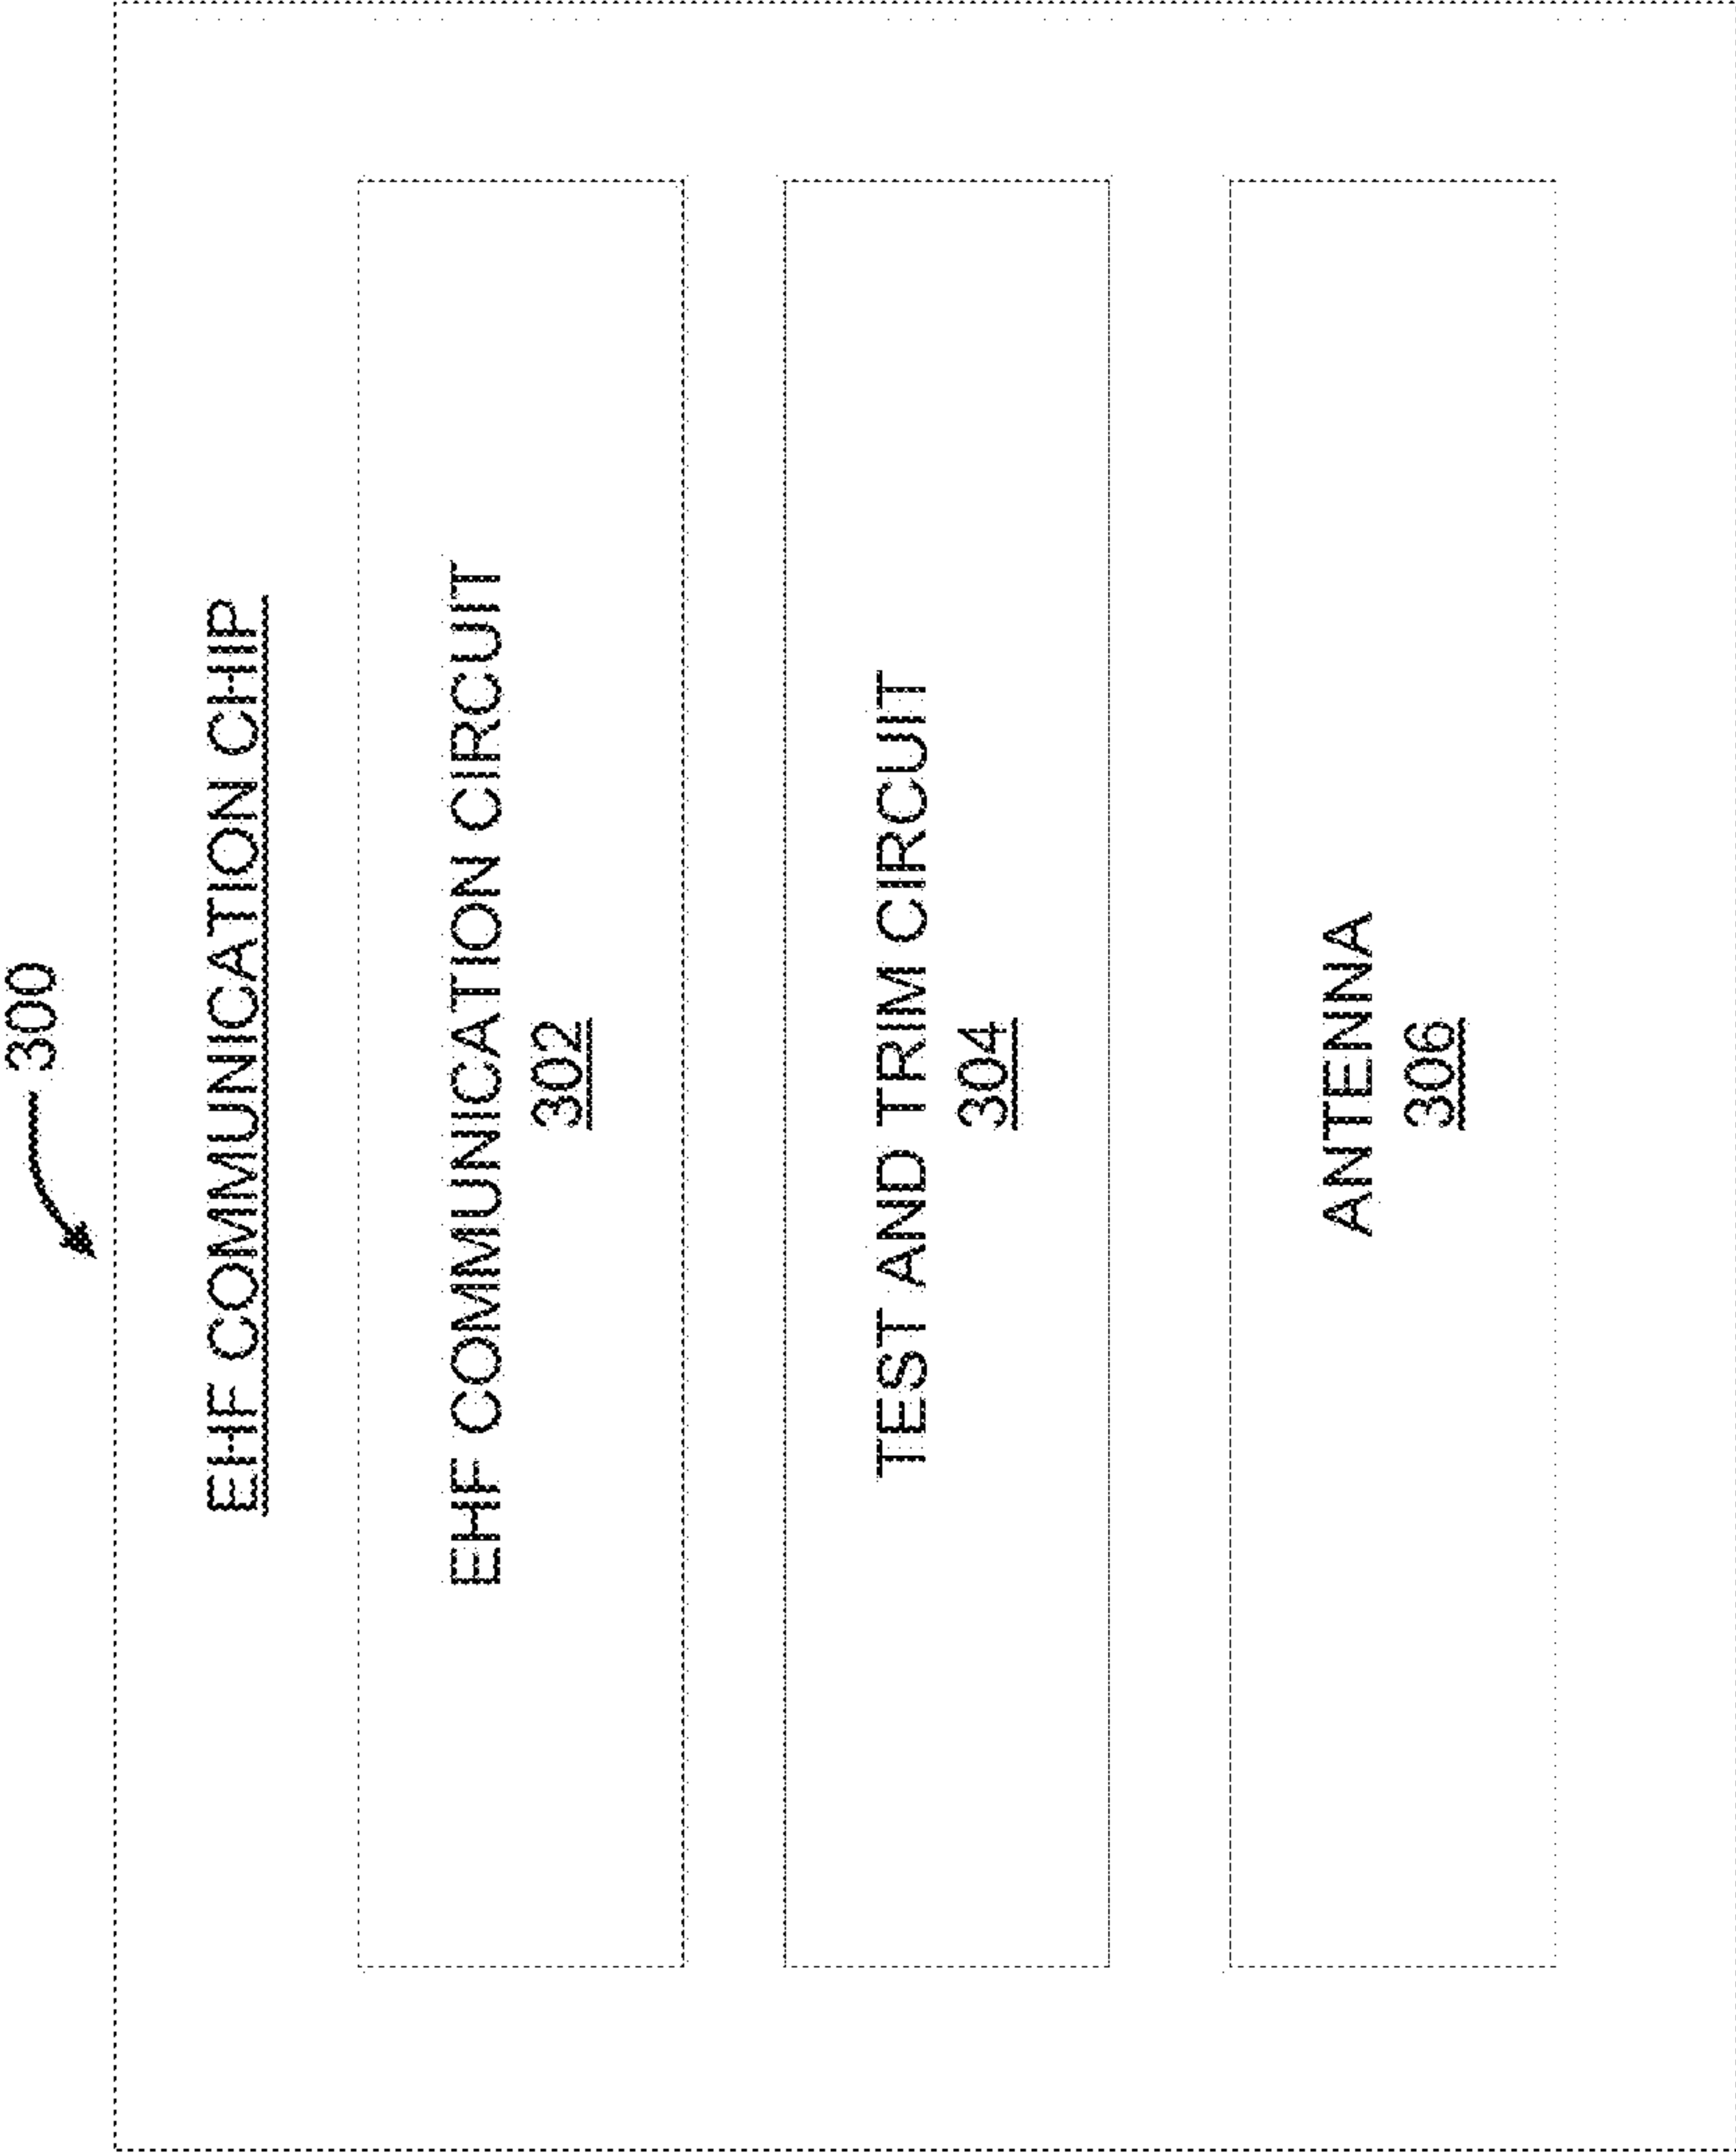 300
EHF COMMUNICATION CHIP
EHF COMMUNICATION CIRCUIT
302
TEST AND TRIM CIRCUIT
304
ANTENNA
306